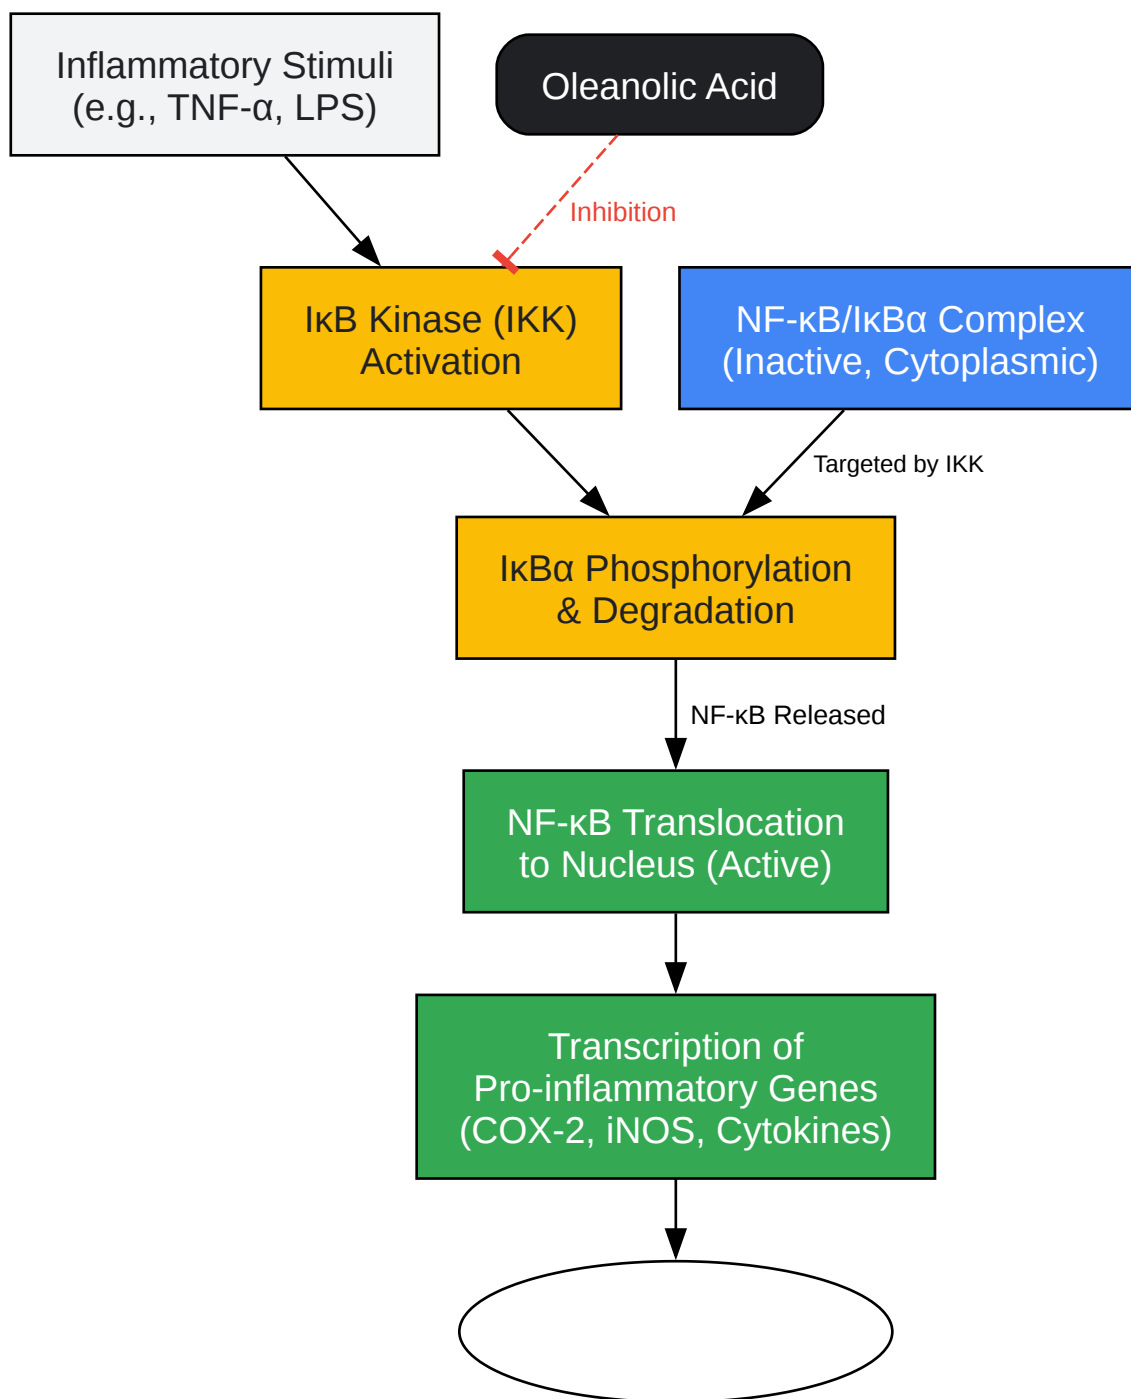 Inflammatory Stimuli
(e.g., TNF-α, LPS)
Oleanolic Acid
Inhibition
IκB Kinase (IKK)
Activation
NF-κB/IκBα Complex
(Inactive, Cytoplasmic)
Targeted by IKK
IκBα Phosphorylation
& Degradation
NF-κB Released
NF-κB Translocation
to Nucleus (Active)
Transcription of
Pro-inflammatory Genes
(COX-2, iNOS, Cytokines)